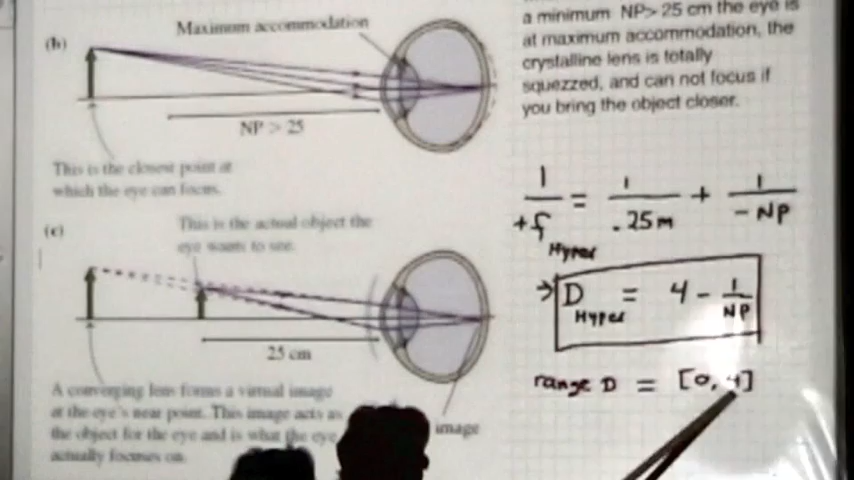 a minimum NP> 25 cm the eye is
at maximum accommodation, the
crystalline lens is totally
squezzed, and can not focus if
you bring the object closer.
(b)
Maximum accommodation
NP > 25
This is the closest point at
which the eye can focus.
1/+f Hyper = 1/.25m + 1/-NP
→ D Hyper = 4 - 1/NP
range D = [0, 4]
(c)
This is the actual object the
eye wants to see.
25 cm
A converging lens forms a virtual image
at the eye's near point. This image acts as
the object for the eye and is what the eye
actually focuses on.
image